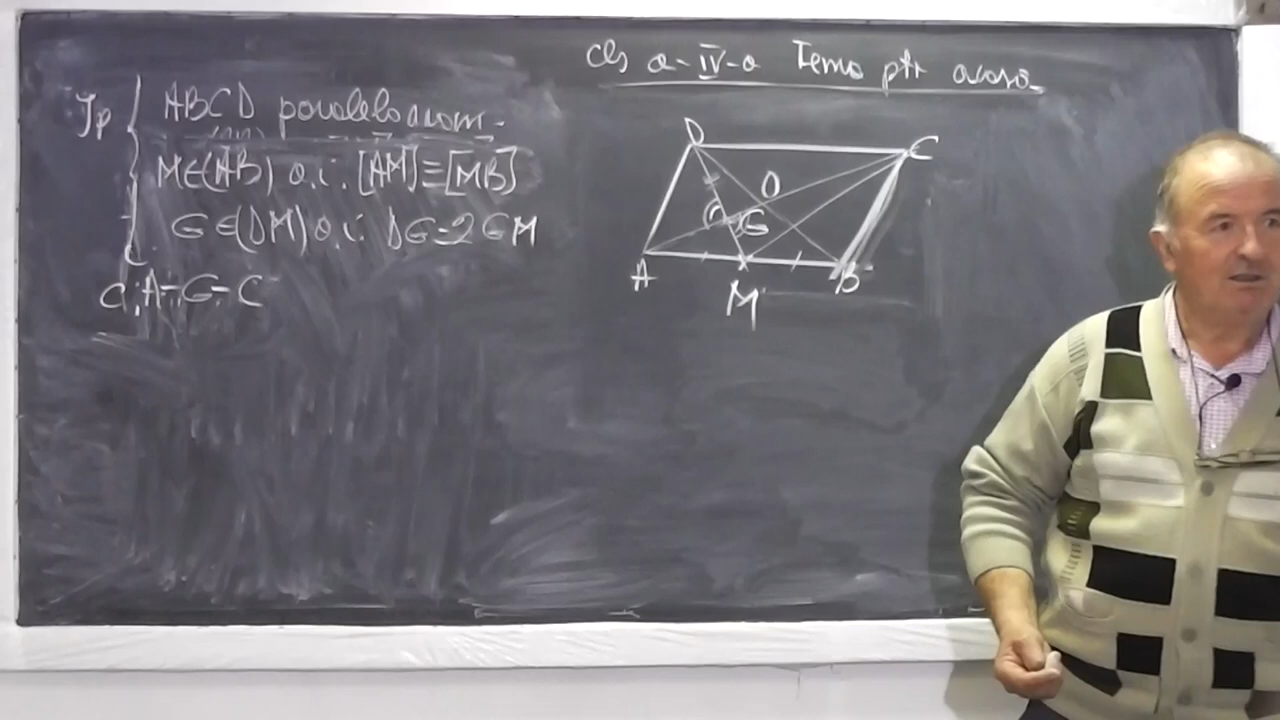 Cls a-IV-a Tema ptr acasă
Ip { ABCD paralelogram.
M∈(AB) a.î. [AM]≡[MB]
G∈(DM) a.î. DG=2GM
C: A-G-C
D
C
O
G
A
M
B